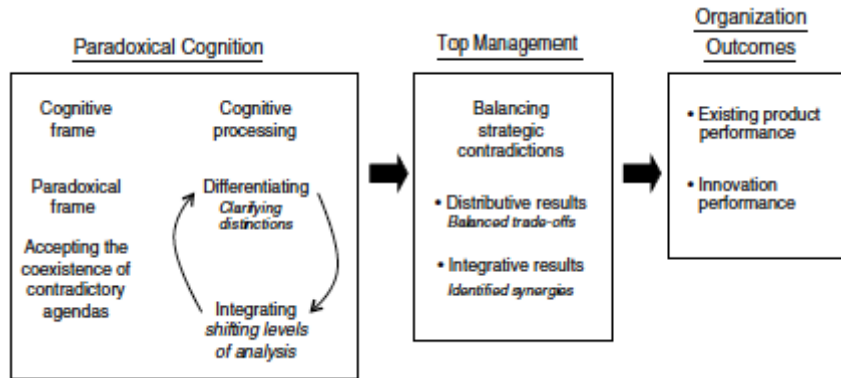 Paradoxical Cognition
Cognitive
frame
Paradoxical
frame
Accepting the
coexistence of
contradictory
agendas
Cognitive
processing
Differentiating
Clarifying
distinctions
Integrating
shifting levels
of analysis
Top Management
Balancing
strategic
contradictions
• Distributive results
Balanced trade-offs
• Integrative results
Identified synergies
Organization
Outcomes
• Existing product
performance
• Innovation
performance